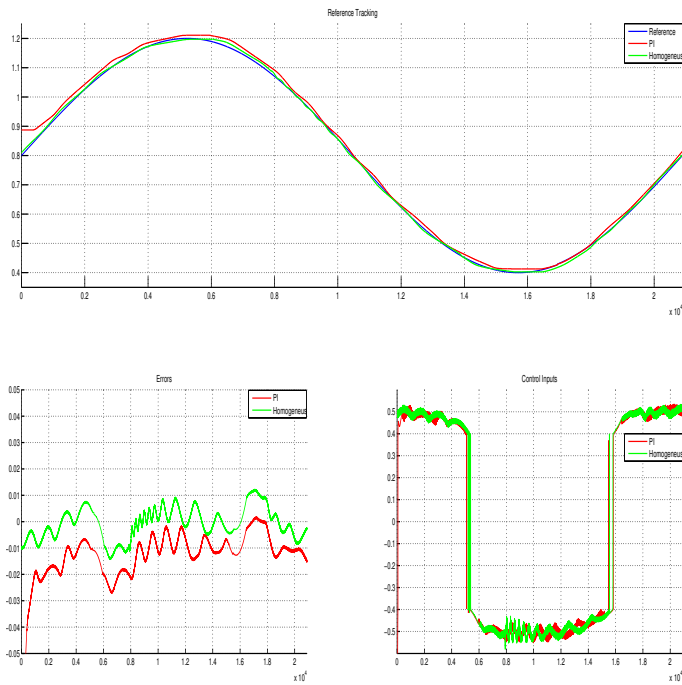 Reference Tracking
Reference
PI
Homogeneus
1.2
1.1
1
0.9
0.8
0.7
0.6
0.5
0.4
0 0.2 0.4 0.6 0.8 1 1.2 1.4 1.6 1.8 2
x 10^4
Errors
PI
Homogeneus
0.05
0.04
0.03
0.02
0.01
0
−0.01
−0.02
−0.03
−0.04
−0.05
0 0.2 0.4 0.6 0.8 1 1.2 1.4 1.6 1.8 2
x 10^4
Control Inputs
PI
Homogeneus
0.5
0.4
0.3
0.2
0.1
0
−0.1
−0.2
−0.3
−0.4
−0.5
0 0.2 0.4 0.6 0.8 1 1.2 1.4 1.6 1.8 2
x 10^4